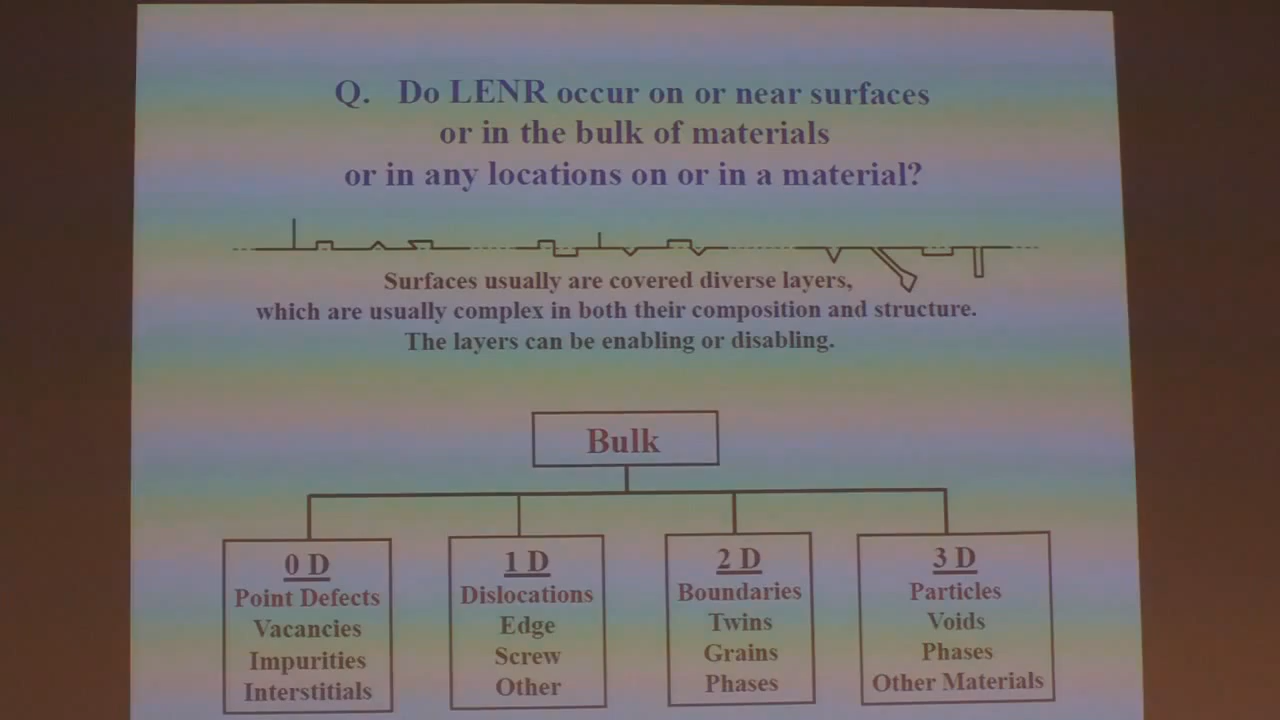 Q. Do LENR occur on or near surfaces
or in the bulk of materials
or in any locations on or in a material?
Surfaces usually are covered diverse layers,
which are usually complex in both their composition and structure.
The layers can be enabling or disabling.
Bulk
0 D
Point Defects
Vacancies
Impurities
Interstitials
1 D
Dislocations
Edge
Screw
Other
2 D
Boundaries
Twins
Grains
Phases
3 D
Particles
Voids
Phases
Other Materials